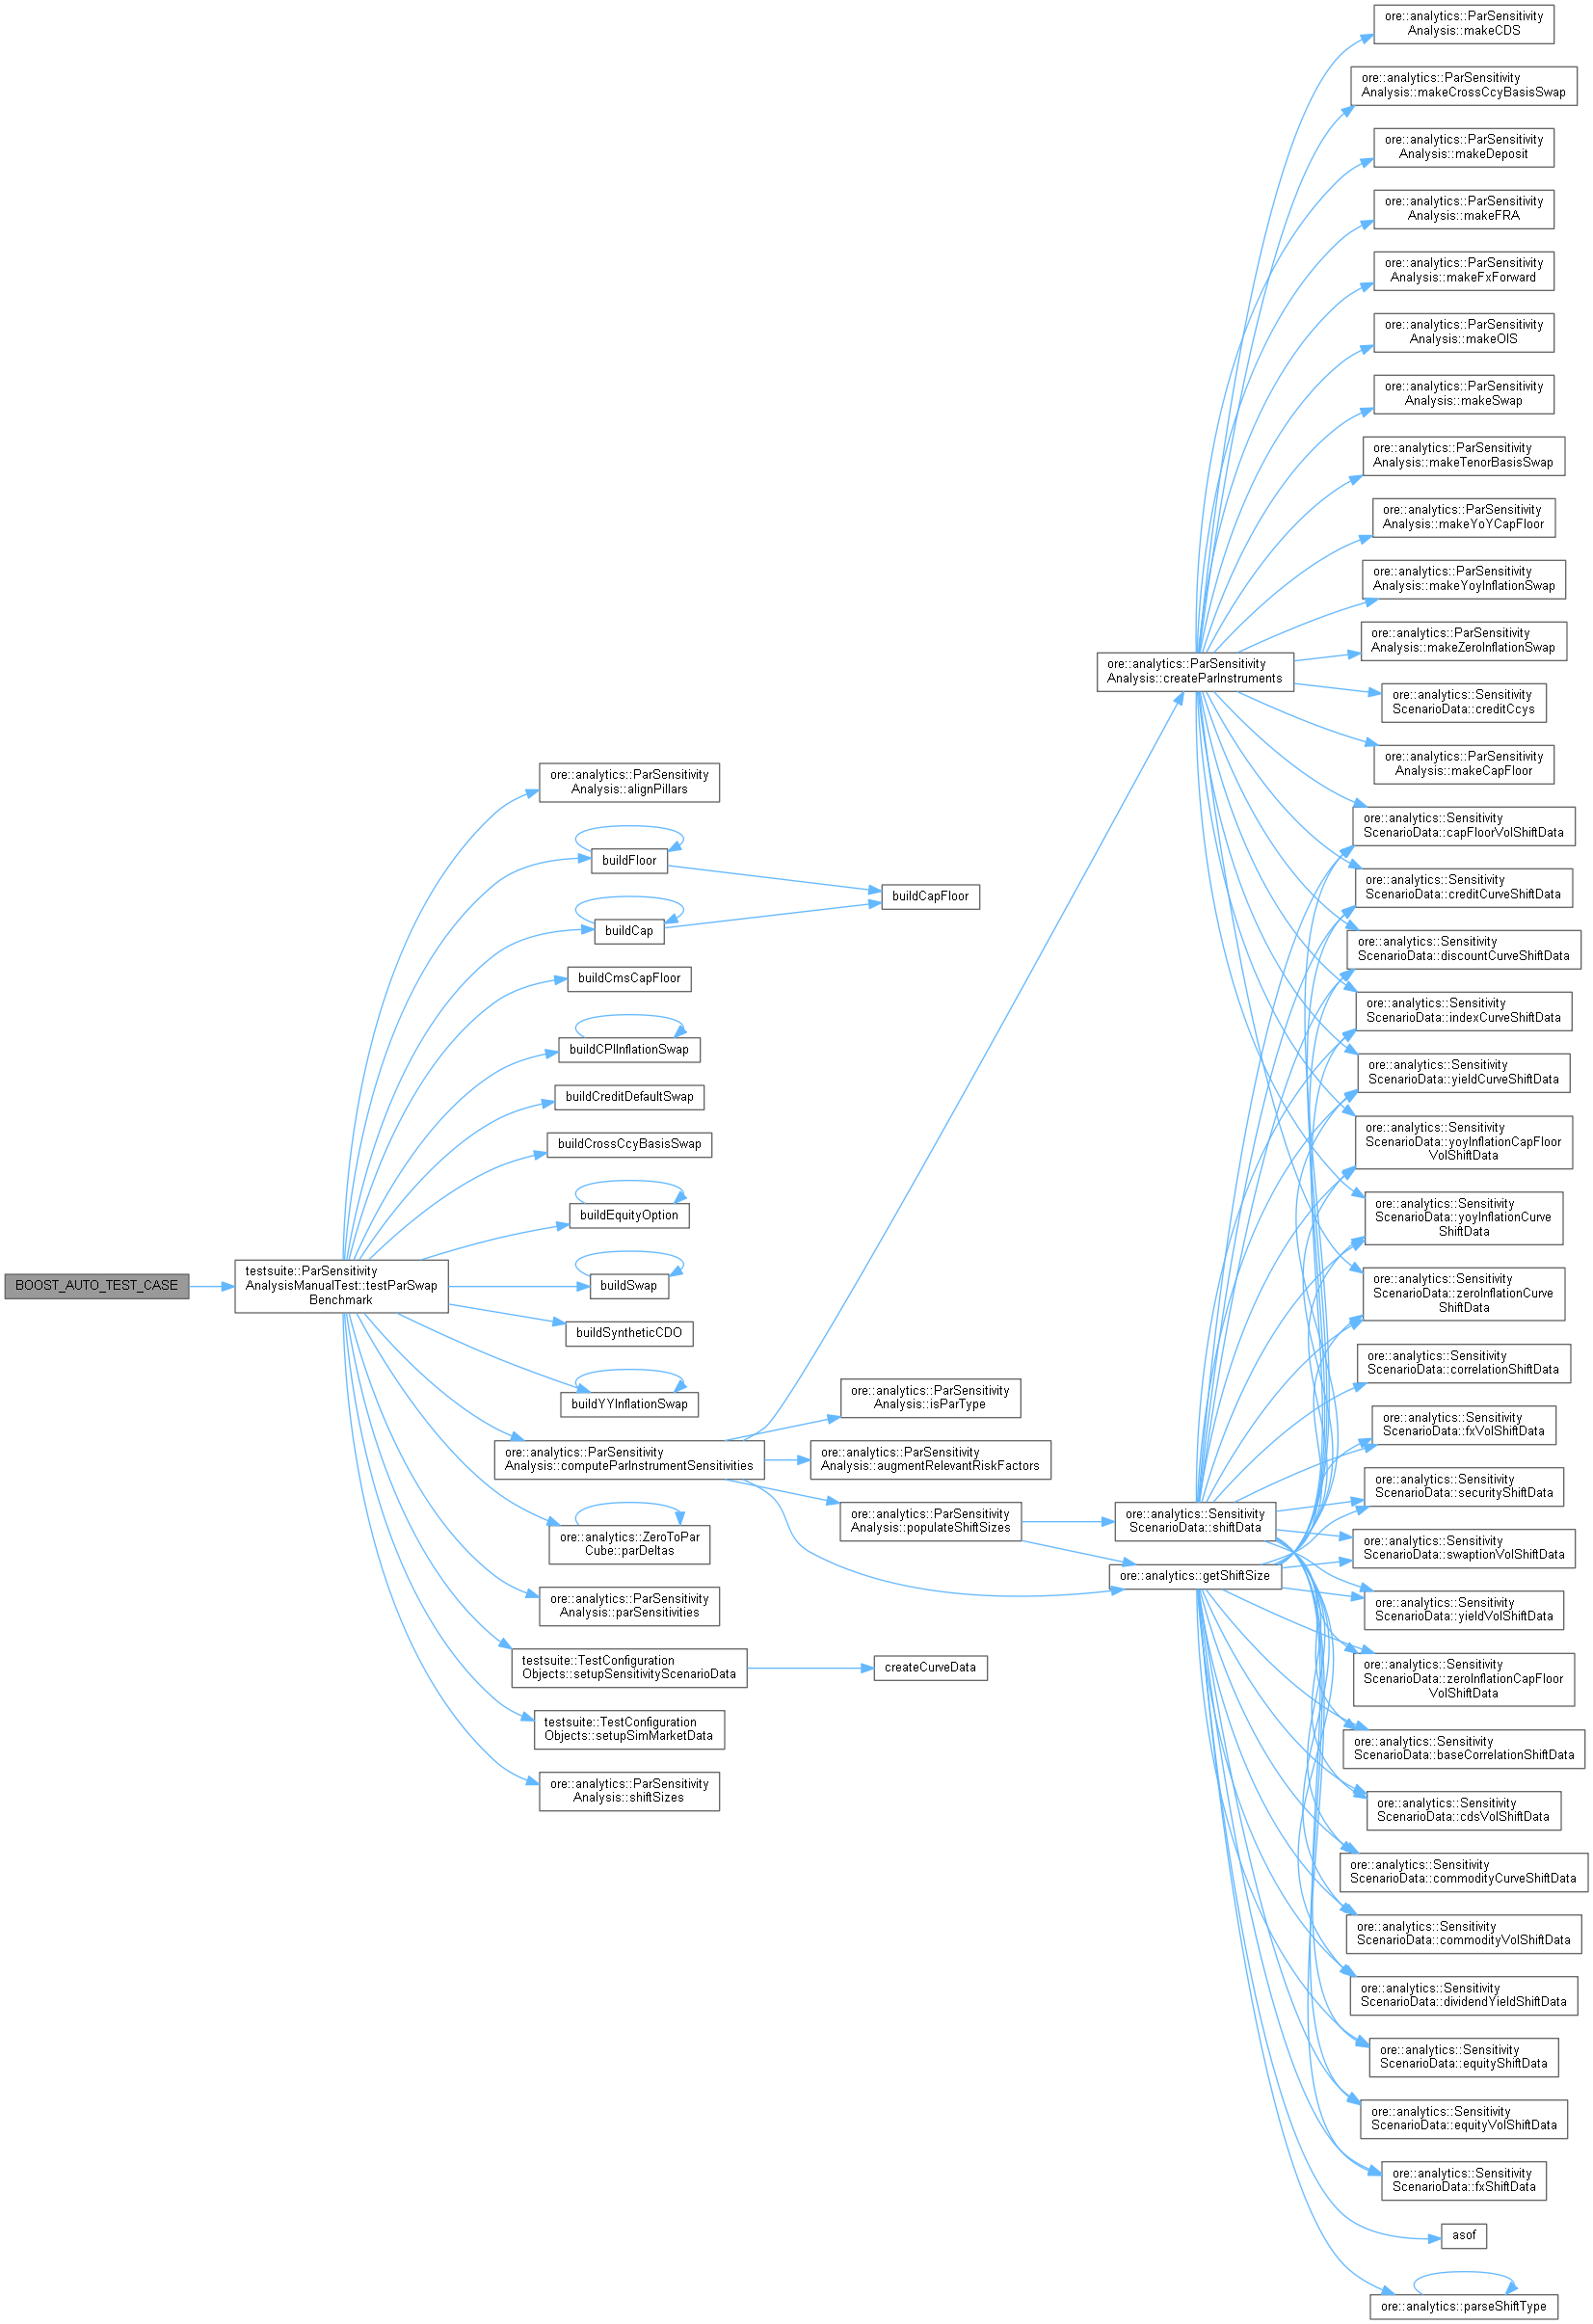 ore::analytics::ParSensitivity
Analysis::makeCDS
ore::analytics::ParSensitivity
Analysis::makeCrossCcyBasisSwap
ore::analytics::ParSensitivity
Analysis::makeDeposit
ore::analytics::ParSensitivity
Analysis::makeFRA
ore::analytics::ParSensitivity
Analysis::makeFxForward
ore::analytics::ParSensitivity
Analysis::makeOIS
ore::analytics::ParSensitivity
Analysis::makeSwap
ore::analytics::ParSensitivity
Analysis::makeTenorBasisSwap
ore::analytics::ParSensitivity
Analysis::makeYoYCapFloor
ore::analytics::ParSensitivity
Analysis::makeYoyInflationSwap
ore::analytics::ParSensitivity
Analysis::makeZeroInflationSwap
ore::analytics::ParSensitivity
Analysis::createParInstruments
ore::analytics::Sensitivity
ScenarioData::creditCcys
ore::analytics::ParSensitivity
Analysis::makeCapFloor
ore::analytics::ParSensitivity
Analysis::alignPillars
ore::analytics::Sensitivity
ScenarioData::capFloorVolShiftData
buildFloor
buildCapFloor
ore::analytics::Sensitivity
ScenarioData::creditCurveShiftData
buildCap
ore::analytics::Sensitivity
ScenarioData::discountCurveShiftData
buildCmsCapFloor
ore::analytics::Sensitivity
ScenarioData::indexCurveShiftData
buildCPIInflationSwap
ore::analytics::Sensitivity
ScenarioData::yieldCurveShiftData
buildCreditDefaultSwap
buildCrossCcyBasisSwap
ore::analytics::Sensitivity
ScenarioData::yoyInflationCapFloor
VolShiftData
buildEquityOption
ore::analytics::Sensitivity
ScenarioData::yoyInflationCurve
ShiftData
BOOST_AUTO_TEST_CASE
testsuite::ParSensitivity
AnalysisManualTest::testParSwap
Benchmark
buildSwap
ore::analytics::Sensitivity
ScenarioData::zeroInflationCurve
ShiftData
buildSyntheticCDO
ore::analytics::Sensitivity
ScenarioData::correlationShiftData
buildYYInflationSwap
ore::analytics::ParSensitivity
Analysis::isParType
ore::analytics::Sensitivity
ScenarioData::fxVolShiftData
ore::analytics::ParSensitivity
Analysis::computeParInstrumentSensitivities
ore::analytics::ParSensitivity
Analysis::augmentRelevantRiskFactors
ore::analytics::Sensitivity
ScenarioData::securityShiftData
ore::analytics::ParSensitivity
Analysis::populateShiftSizes
ore::analytics::Sensitivity
ScenarioData::shiftData
ore::analytics::ZeroToPar
Cube::parDeltas
ore::analytics::Sensitivity
ScenarioData::swaptionVolShiftData
ore::analytics::getShiftSize
ore::analytics::ParSensitivity
Analysis::parSensitivities
ore::analytics::Sensitivity
ScenarioData::yieldVolShiftData
testsuite::TestConfiguration
Objects::setupSensitivityScenarioData
createCurveData
ore::analytics::Sensitivity
ScenarioData::zeroInflationCapFloor
VolShiftData
testsuite::TestConfiguration
Objects::setupSimMarketData
ore::analytics::Sensitivity
ScenarioData::baseCorrelationShiftData
ore::analytics::ParSensitivity
Analysis::shiftSizes
ore::analytics::Sensitivity
ScenarioData::cdsVolShiftData
ore::analytics::Sensitivity
ScenarioData::commodityCurveShiftData
ore::analytics::Sensitivity
ScenarioData::commodityVolShiftData
ore::analytics::Sensitivity
ScenarioData::dividendYieldShiftData
ore::analytics::Sensitivity
ScenarioData::equityShiftData
ore::analytics::Sensitivity
ScenarioData::equityVolShiftData
ore::analytics::Sensitivity
ScenarioData::fxShiftData
asof
ore::analytics::parseShiftType